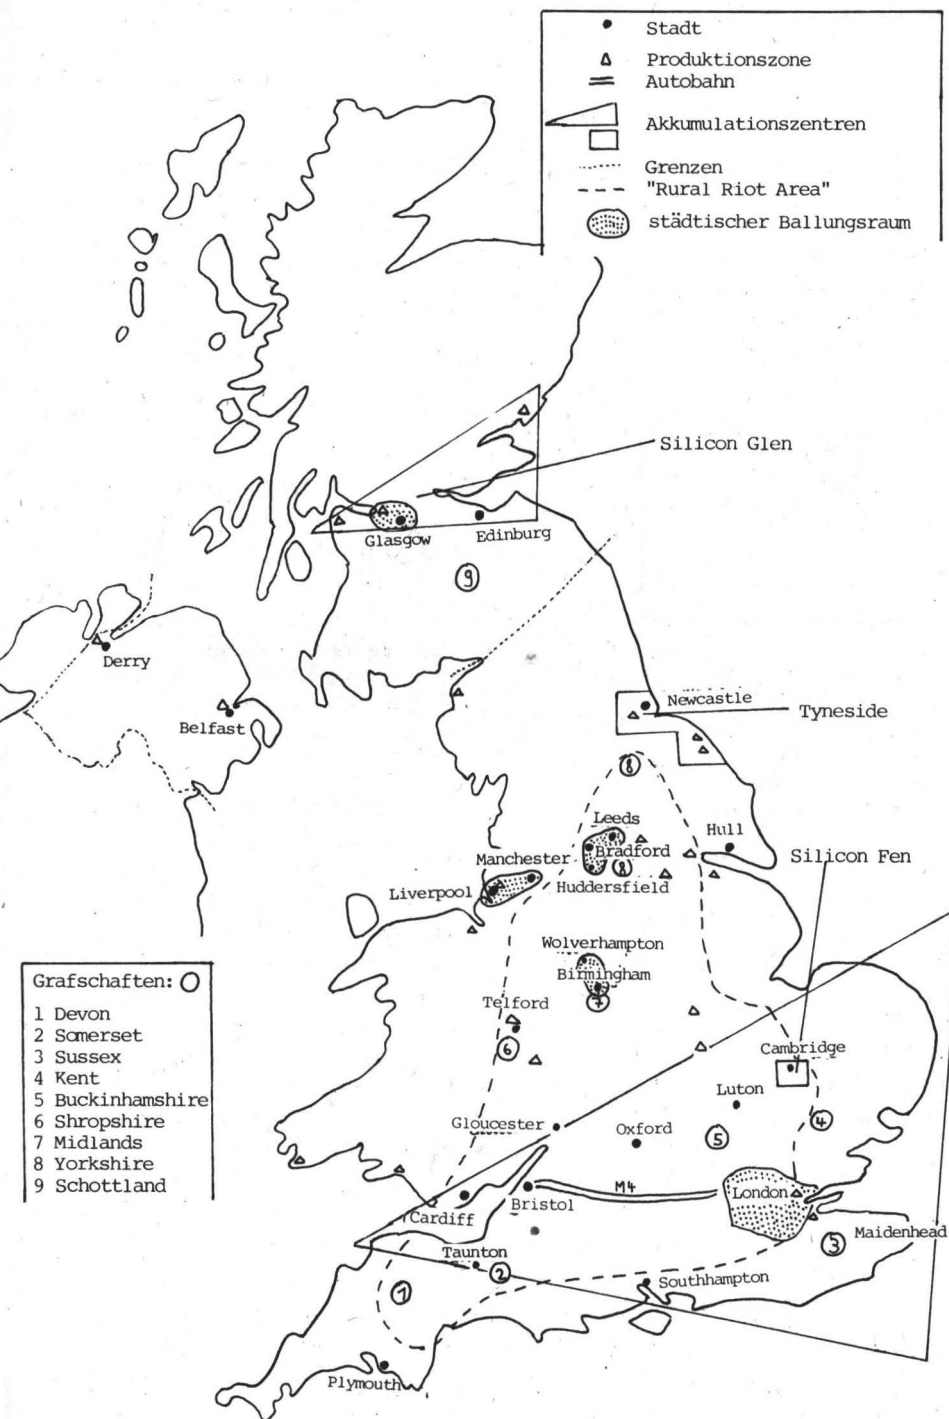 Stadt
Produktionszone
Autobahn
Akkumulationszentren
Grenzen
"Rural Riot Area"
städtischer Ballungsraum
Silicon Glen
Glasgow
Edinburg
9
Derry
Belfast
Newcastle
Tyneside
8
Leeds
Hull
Bradford
8
Silicon Fen
Manchester
Huddersfield
Liverpool
Wolverhampton
Birmingham
7
Telford
6
Cambridge
Luton
4
Gloucester
Oxford
5
M4
London
Bristol
Cardiff
Maidenhead
3
Taunton
2
Southhampton
1
Plymouth
Grafschaften:
1 Devon
2 Somerset
3 Sussex
4 Kent
5 Buckinhamshire
6 Shropshire
7 Midlands
8 Yorkshire
9 Schottland